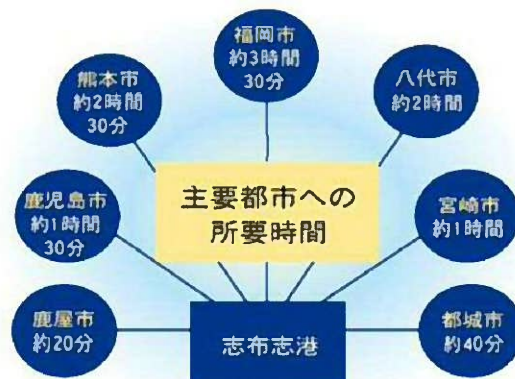 福岡市
約3時間
30分
熊本市
約2時間
30分
八代市
約2時間
主要都市への
所要時間
鹿児島市
約1時間
30分
宮崎市
約1時間
鹿屋市
約20分
志布志港
都城市
約40分